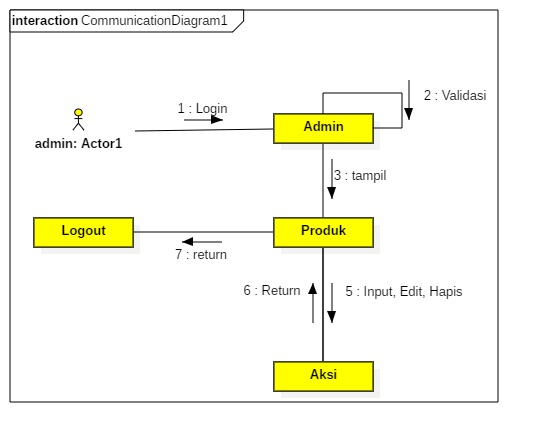 interaction CommunicationDiagram1
1 : Login
2 : Validasi
Admin
admin: Actor1
3 : tampil
Logout
Produk
7 : return
6 : Return
5 : Input, Edit, Hapis
Aksi